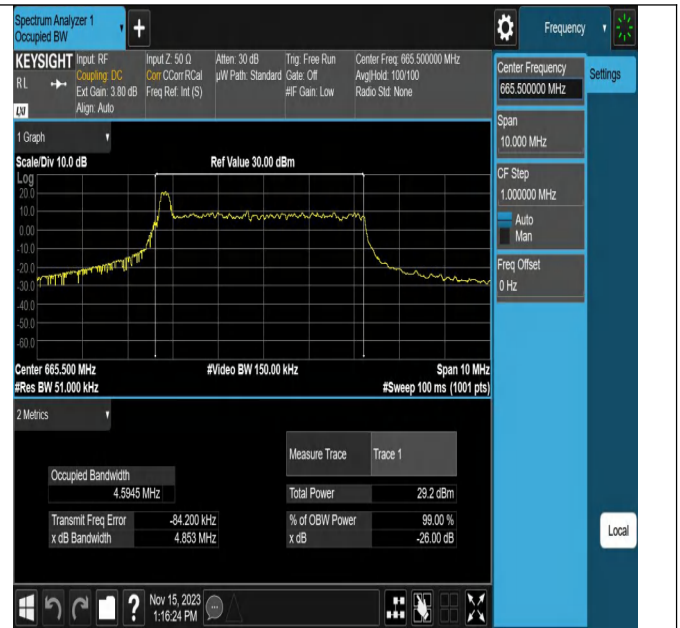 Spectrum Analyzer 1
Occupied BW
+
Frequency
KEYSIGHT
RL
LXI
Input: RF
Coupling: DC
Ext Gain: 3.80 dB
Align: Auto
Input Z: 50 Ω
Corr CCorr RCal
Freq Ref: Int (S)
Atten: 30 dB
µW Path: Standard
Trig: Free Run
Gate: Off
#IF Gain: Low
Center Freq: 665.500000 MHz
Avg|Hold: 100/100
Radio Std: None
Center Frequency
665.500000 MHz
Settings
Span
10.000 MHz
CF Step
1.000000 MHz
Auto
Man
Freq Offset
0 Hz
1 Graph
Scale/Div 10.0 dB
Ref Value 30.00 dBm
Log
20.0
10.0
0.00
-10.0
-20.0
-30.0
-40.0
-50.0
-60.0
Center 665.500 MHz
#Video BW 150.00 kHz
Span 10 MHz
#Res BW 51.000 kHz
#Sweep 100 ms (1001 pts)
2 Metrics
Measure Trace
Trace 1
Occupied Bandwidth
4.5945 MHz
Total Power
29.2 dBm
Transmit Freq Error
-84.200 kHz
% of OBW Power
99.00 %
x dB Bandwidth
4.853 MHz
x dB
-26.00 dB
Local
?
Nov 15, 2023
1:16:24 PM